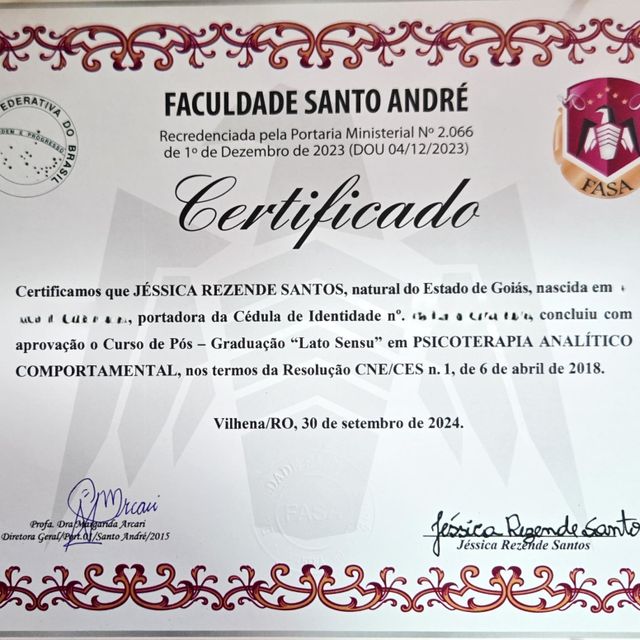 FACULDADE SANTO ANDRÉ
Recredenciada pela Portaria Ministerial Nº 2.066
de 1º de Dezembro de 2023 (DOU 04/12/2023)
FEDERATIVA DO BRASIL
ORDEM E PROGRESSO
FASA
Certificado
Certificamos que JÉSSICA REZENDE SANTOS, natural do Estado de Goiás, nascida em
portadora da Cédula de Identidade nº. concluiu com
aprovação o Curso de Pós – Graduação “Lato Sensu” em PSICOTERAPIA ANALÍTICO
COMPORTAMENTAL, nos termos da Resolução CNE/CES n. 1, de 6 de abril de 2018.
Vilhena/RO, 30 de setembro de 2024.
FASA
Profa. Dra Margarida Arcari
Diretora Geral/Port.01/Santo André/2015
Jéssica Rezende Santo
Jéssica Rezende Santos